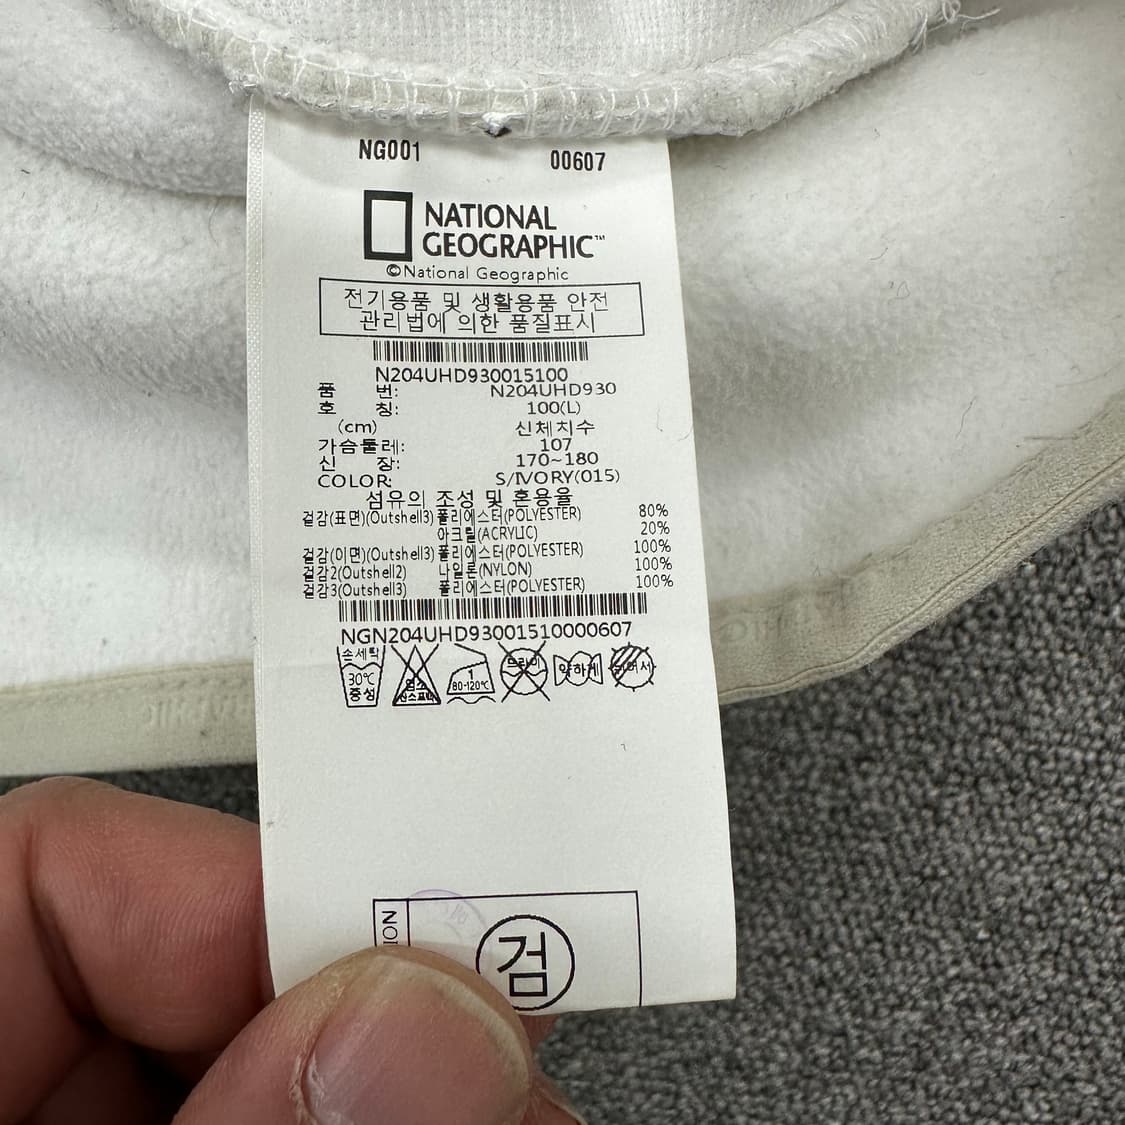 NG001 00607
NATIONAL
GEOGRAPHIC™
©National Geographic
전기용품 및 생활용품 안전
관리법에 의한 품질표시
N204UHD930015100
품 번: N204UHD930
호 칭: 100(L)
(cm) 신체치수
가슴둘레: 107
신 장: 170~180
COLOR: S/IVORY(015)
섬유의 조성 및 혼용율
겉감(표면)(Outshell3) 폴리에스터(POLYESTER) 80%
아크릴(ACRYLIC) 20%
겉감(이면)(Outshell3) 폴리에스터(POLYESTER) 100%
겉감2(Outshell2) 나일론(NYLON) 100%
겉감3(Outshell3) 폴리에스터(POLYESTER) 100%
NGN204UHD93001510000607
손세탁 30℃ 중성
염소
1 80-120℃
드라이
약하게
검